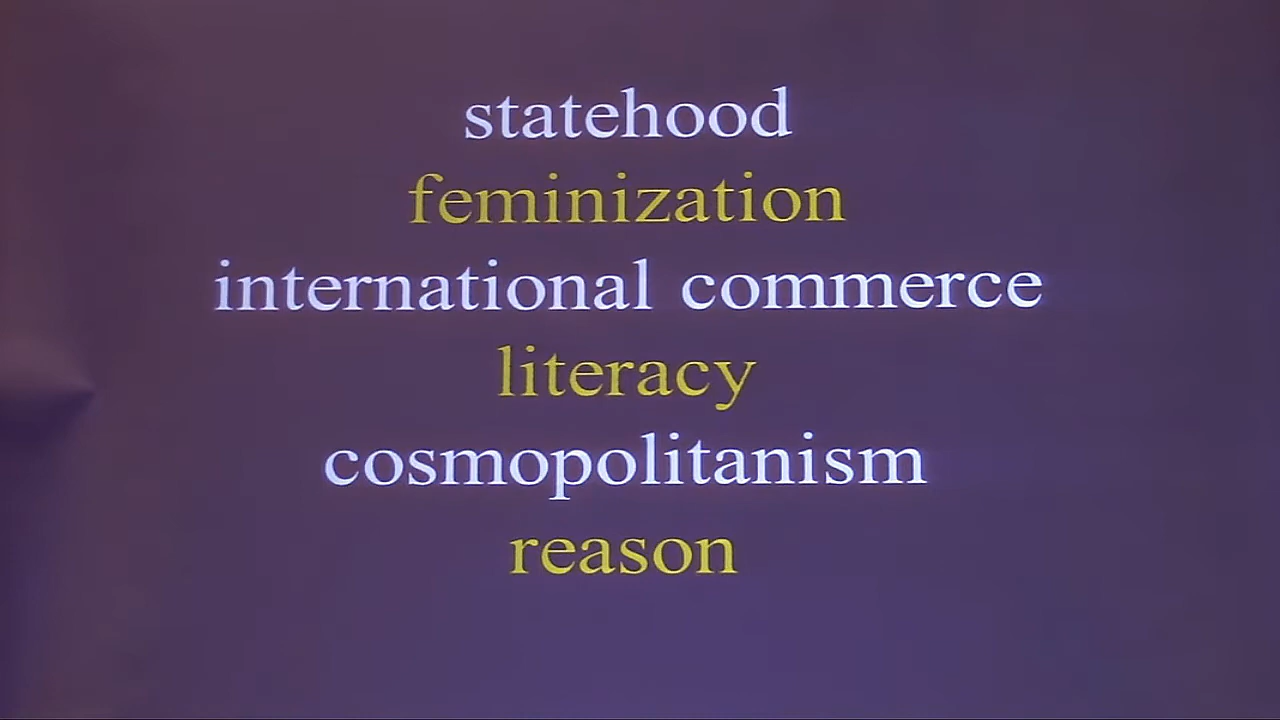 statehood
feminization
international commerce
literacy
cosmopolitanism
reason